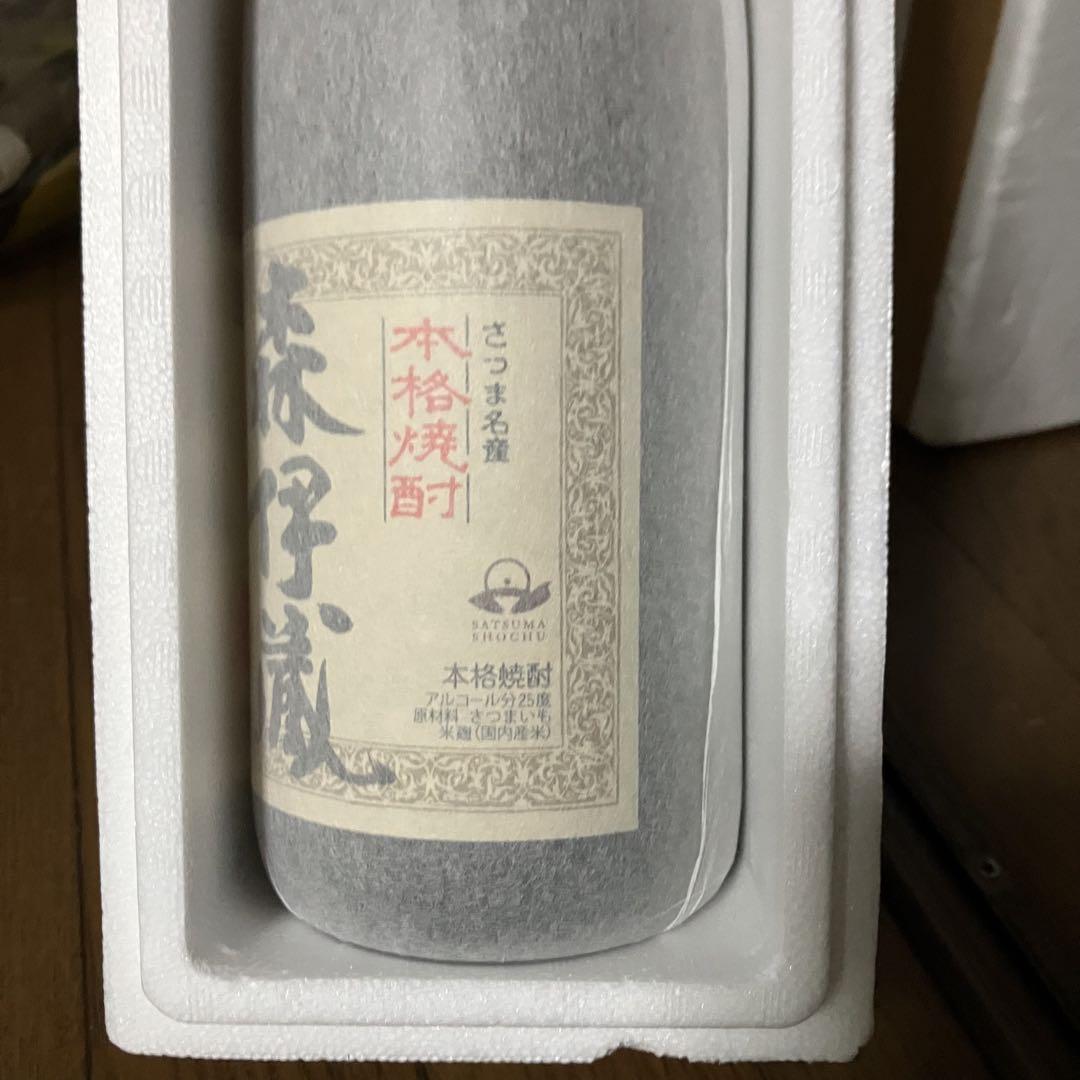 さつま名産
本格焼酎
森伊蔵
SATSUMA
SHOCHU
本格焼酎
アルコール分25度
原材料 さつまいも
米麹(国内産米)